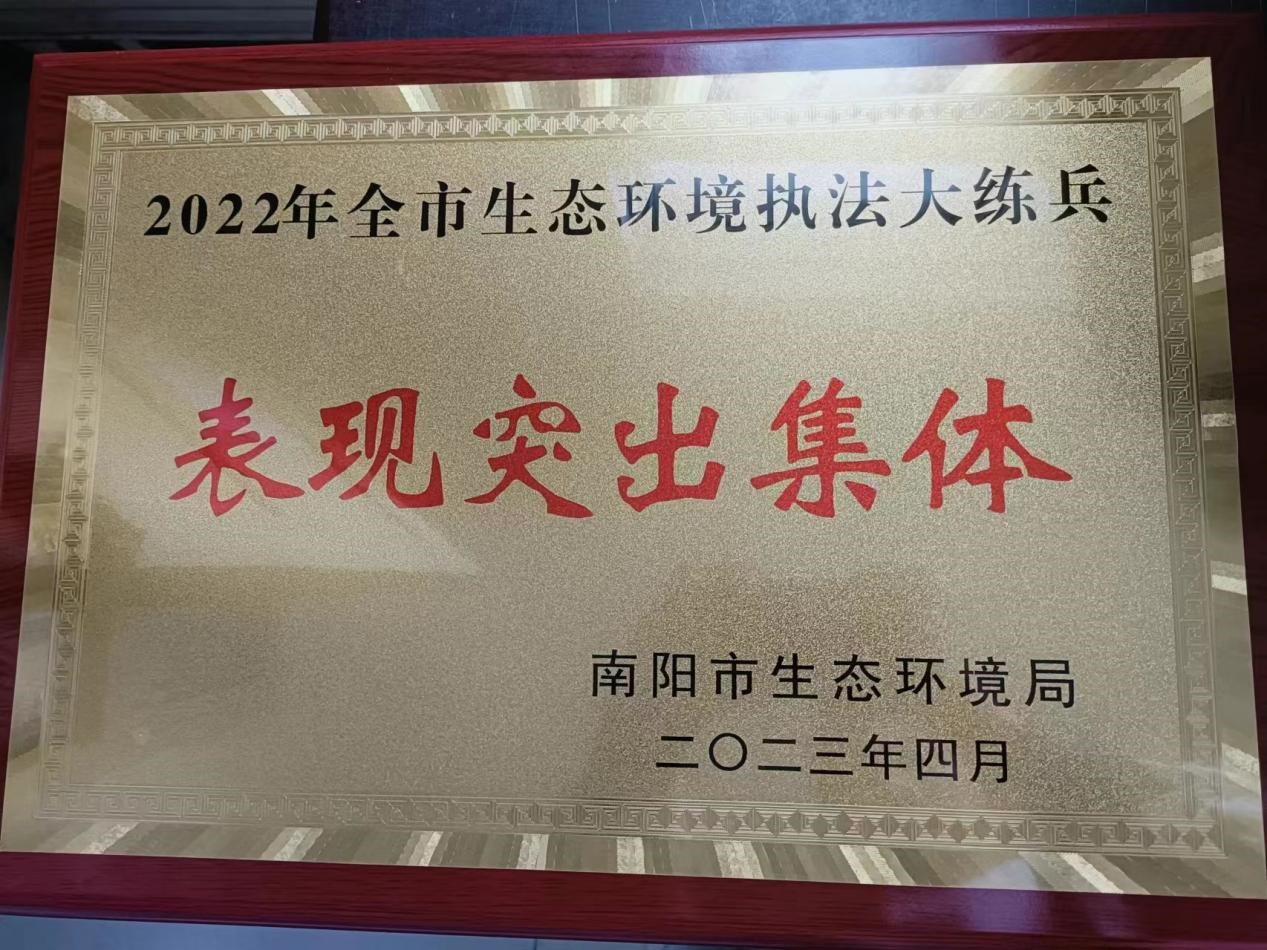 2022年全市生态环境执法大练兵
表现突出集体
南阳市生态环境局
二〇二三年四月